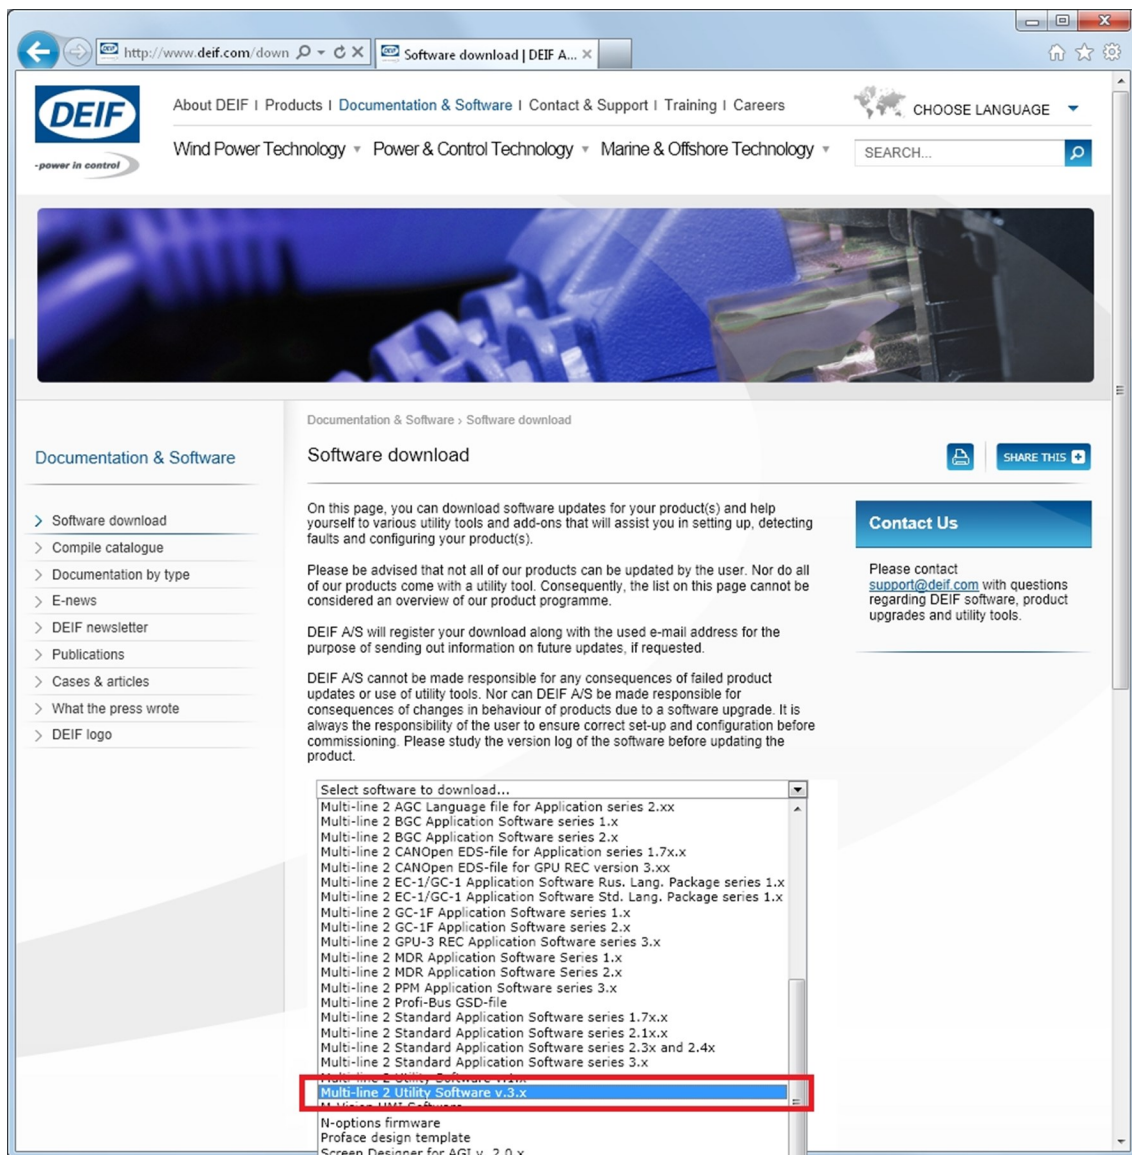 http://www.deif.com/down
Software download | DEIF A...
DEIF
-power in control
About DEIF | Products | Documentation & Software | Contact & Support | Training | Careers
CHOOSE LANGUAGE
Wind Power Technology
Power & Control Technology
Marine & Offshore Technology
SEARCH...
Documentation & Software › Software download
Documentation & Software
Software download
SHARE THIS
Software download
Compile catalogue
Documentation by type
E-news
DEIF newsletter
Publications
Cases & articles
What the press wrote
DEIF logo
On this page, you can download software updates for your product(s) and help
yourself to various utility tools and add-ons that will assist you in setting up, detecting
faults and configuring your product(s).
Please be advised that not all of our products can be updated by the user. Nor do all
of our products come with a utility tool. Consequently, the list on this page cannot be
considered an overview of our product programme.
DEIF A/S will register your download along with the used e-mail address for the
purpose of sending out information on future updates, if requested.
DEIF A/S cannot be made responsible for any consequences of failed product
updates or use of utility tools. Nor can DEIF A/S be made responsible for
consequences of changes in behaviour of products due to a software upgrade. It is
always the responsibility of the user to ensure correct set-up and configuration before
commissioning. Please study the version log of the software before updating the
product.
Contact Us
Please contact
support@deif.com with questions
regarding DEIF software, product
upgrades and utility tools.
Select software to download...
Multi-line 2 AGC Language file for Application series 2.xx
Multi-line 2 BGC Application Software series 1.x
Multi-line 2 BGC Application Software series 2.x
Multi-line 2 CANOpen EDS-file for Application series 1.7x.x
Multi-line 2 CANOpen EDS-file for GPU REC version 3.xx
Multi-line 2 EC-1/GC-1 Application Software Rus. Lang. Package series 1.x
Multi-line 2 EC-1/GC-1 Application Software Std. Lang. Package series 1.x
Multi-line 2 GC-1F Application Software series 1.x
Multi-line 2 GC-1F Application Software series 2.x
Multi-line 2 GPU-3 REC Application Software series 3.x
Multi-line 2 MDR Application Software Series 1.x
Multi-line 2 MDR Application Software Series 2.x
Multi-line 2 PPM Application Software series 3.x
Multi-line 2 Profi-Bus GSD-file
Multi-line 2 Standard Application Software series 1.7x.x
Multi-line 2 Standard Application Software series 2.1x.x
Multi-line 2 Standard Application Software series 2.3x and 2.4x
Multi-line 2 Standard Application Software series 3.x
Multi-line 2 Utility Software v.1.x
Multi-line 2 Utility Software v.3.x
M-Vision HMI Software
N-options firmware
Proface design template
Screen Designer for AGI v. 2.0.x